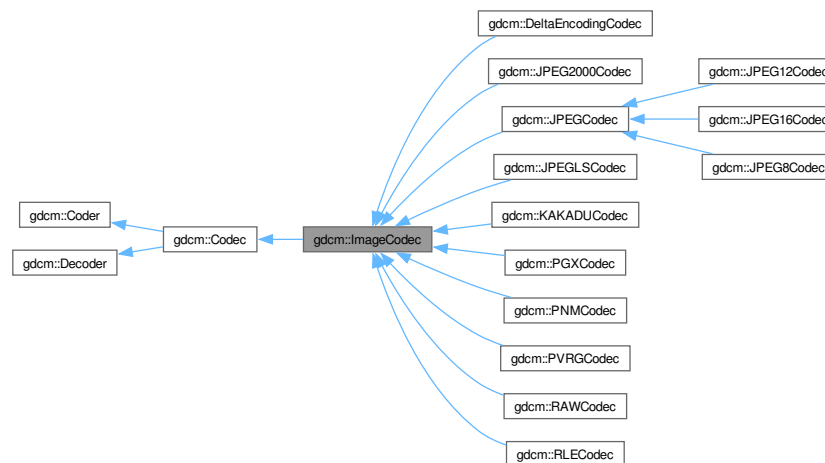 gdcm::DeltaEncodingCodec
gdcm::JPEG2000Codec
gdcm::JPEG12Codec
gdcm::JPEGCodec
gdcm::JPEG16Codec
gdcm::JPEGLSCodec
gdcm::JPEG8Codec
gdcm::Coder
gdcm::KAKADUCodec
gdcm::Codec
gdcm::ImageCodec
gdcm::Decoder
gdcm::PGXCodec
gdcm::PNMCodec
gdcm::PVRGCodec
gdcm::RAWCodec
gdcm::RLECodec